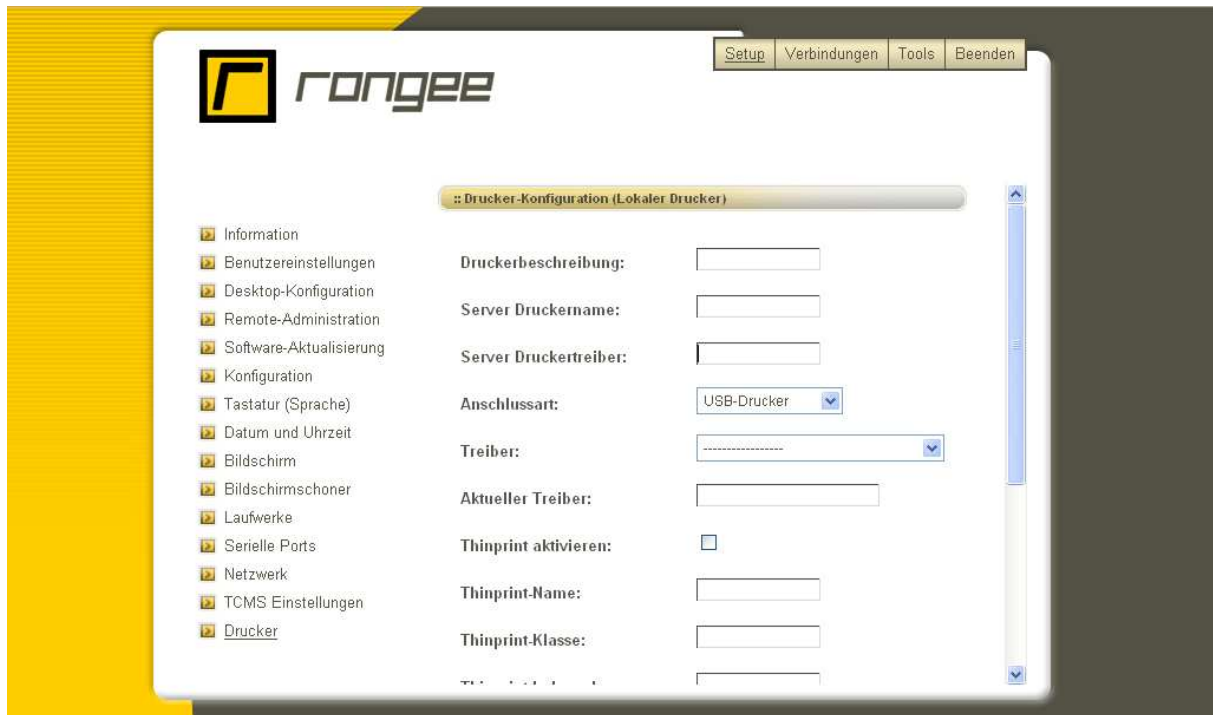 rangee
Setup
Verbindungen
Tools
Beenden
:: Drucker-Konfiguration (Lokaler Drucker)
Information
Benutzereinstellungen
Desktop-Konfiguration
Remote-Administration
Software-Aktualisierung
Konfiguration
Tastatur (Sprache)
Datum und Uhrzeit
Bildschirm
Bildschirmschoner
Laufwerke
Serielle Ports
Netzwerk
TCMS Einstellungen
Drucker
Druckerbeschreibung:
Server Druckername:
Server Druckertreiber:
Anschlussart: USB-Drucker
Treiber: -----------------
Aktueller Treiber:
Thinprint aktivieren:
Thinprint-Name:
Thinprint-Klasse: